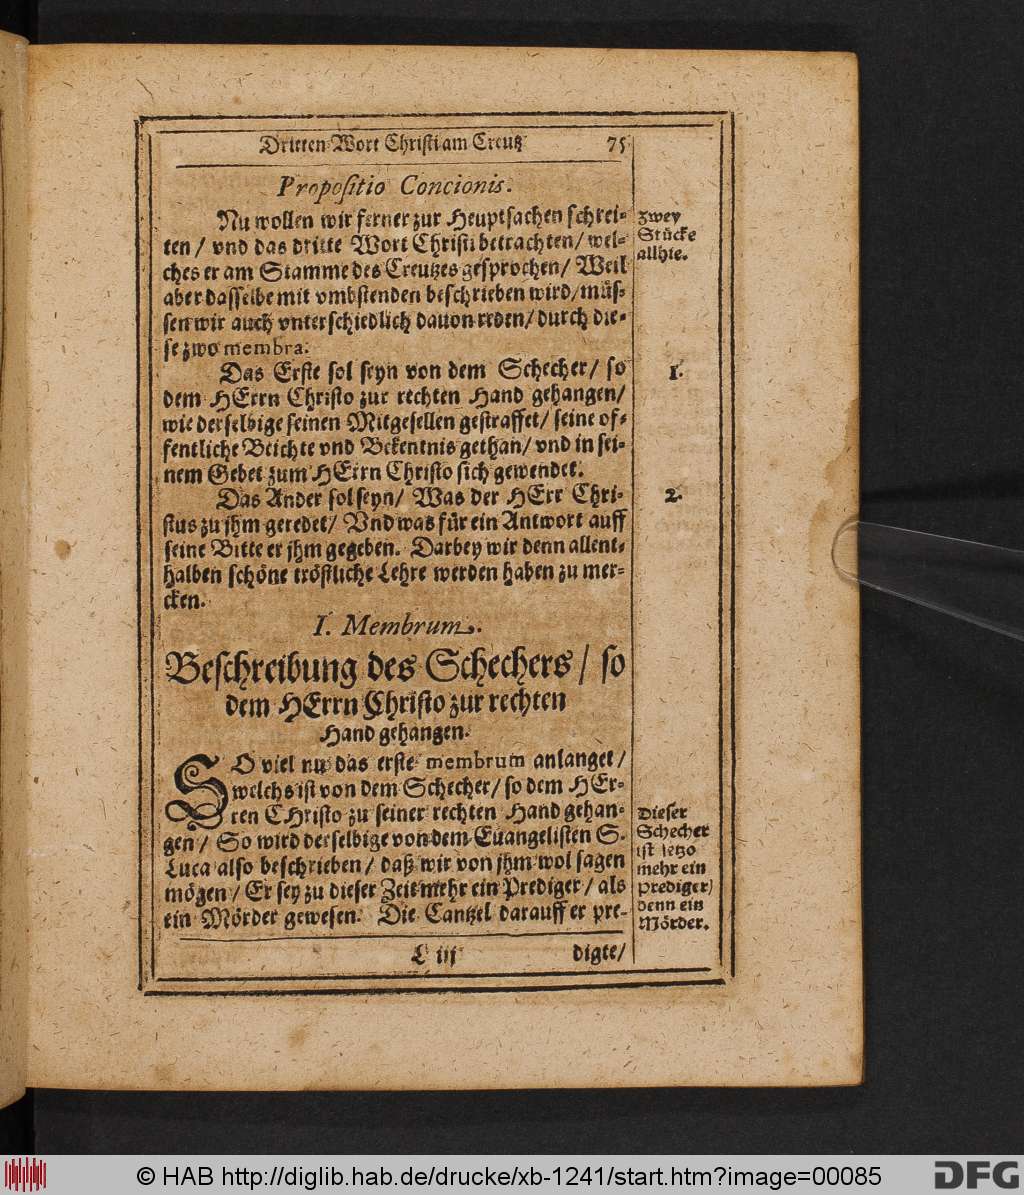 Dritten Wort Christi am Creutz 75
Propositio Concionis.
Nu wollen wir ferner zur Heuptsachen schrei-
ten / vnd das dritte Wort Christi betrachten / wel-
ches er am Stamme des Creutzes gesprochen / Weil
aber dasselbe mit vmbstenden beschrieben wird / müs-
sen wir auch vnterschiedlich dauon reden / durch die-
se zwo membra:
Zwey
Stücke
allhie.
Das Erste sol seyn von dem Schecher / so
dem HErrn Christo zur rechten Hand gehangen /
wie derselbige seinen Mitgesellen gestraffet / seine of-
fentliche Beichte vnd Bekentnis gethan / vnd in sei-
nem Gebet zum HErrn Christo sich gewendet.
1.
Das Ander sol seyn / Was der HErr Chri-
stus zu jhm geredet / Vnd was für ein Antwort auff
seine Bitte er jhm gegeben. Darbey wir denn allent-
halben schöne tröstliche Lehre werden haben zu mer-
cken.
2.
I. Membrum.
Beschreibung des Schechers / so
dem HErrn Christo zur rechten
Hand gehangen.
SO viel nu das erste membrum anlanget /
welchs ist von dem Schecher / so dem HEr-
ren CHristo zu seiner rechten Hand gehan-
gen / So wird derselbige von dem Euangelisten S.
Luca also beschrieben / daß wir von jhm wol sagen
mögen / Er sey zu dieser Zeit mehr ein Prediger / als
ein Mörder gewesen. Die Cantzel darauff er pre-
Dieser
Schecher
ist jetzo
mehr ein
Prediger /
denn ein
Mörder.
L iij digte /
© HAB http://diglib.hab.de/drucke/xb-1241/start.htm?image=00085
DFG